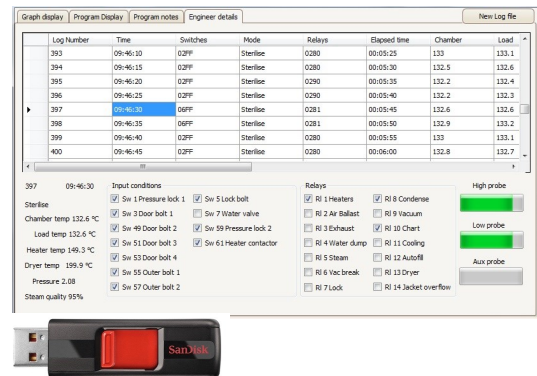 Graph display Program Display Program notes Engineer details New Log file
Log Number Time Switches Mode Relays Elapsed time Chamber Load
393 09:46:10 02FF Sterilise 0280 00:05:25 133 133.1
394 09:46:15 02FF Sterilise 0280 00:05:30 132.5 132.6
395 09:46:20 02FF Sterilise 0290 00:05:35 132.2 132.4
396 09:46:25 02FF Sterilise 0290 00:05:40 132.2 132.3
397 09:46:30 06FF Sterilise 0281 00:05:45 132.6 132.6
398 09:46:35 06FF Sterilise 0281 00:05:50 132.9 133.2
399 09:46:40 02FF Sterilise 0280 00:05:55 133 133.1
400 09:46:45 02FF Sterilise 0280 00:06:00 132.8 132.7
397 09:46:30
Sterilise
Chamber temp 132.6 ºC
Load temp 132.6 ºC
Heater temp 149.3 ºC
Dryer temp 199.9 ºC
Pressure 2.08
Steam quality 95%
Input conditions
Sw 1 Pressure lock 1
Sw 3 Door bolt 1
Sw 49 Door bolt 2
Sw 51 Door bolt 3
Sw 53 Door bolt 4
Sw 55 Outer bolt 1
Sw 57 Outer bolt 2
Sw 5 Lock bolt
Sw 7 Water valve
Sw 59 Pressure lock 2
Sw 61 Heater contactor
Relays
Rl 1 Heaters
Rl 2 Air Ballast
Rl 3 Exhaust
Rl 4 Water dump
Rl 5 Steam
Rl 6 Vac break
Rl 7 Lock
Rl 8 Condense
Rl 9 Vacuum
Rl 10 Chart
Rl 11 Cooling
Rl 12 Autofill
Rl 13 Dryer
Rl 14 Jacket overflow
High probe
Low probe
Aux probe
SanDisk